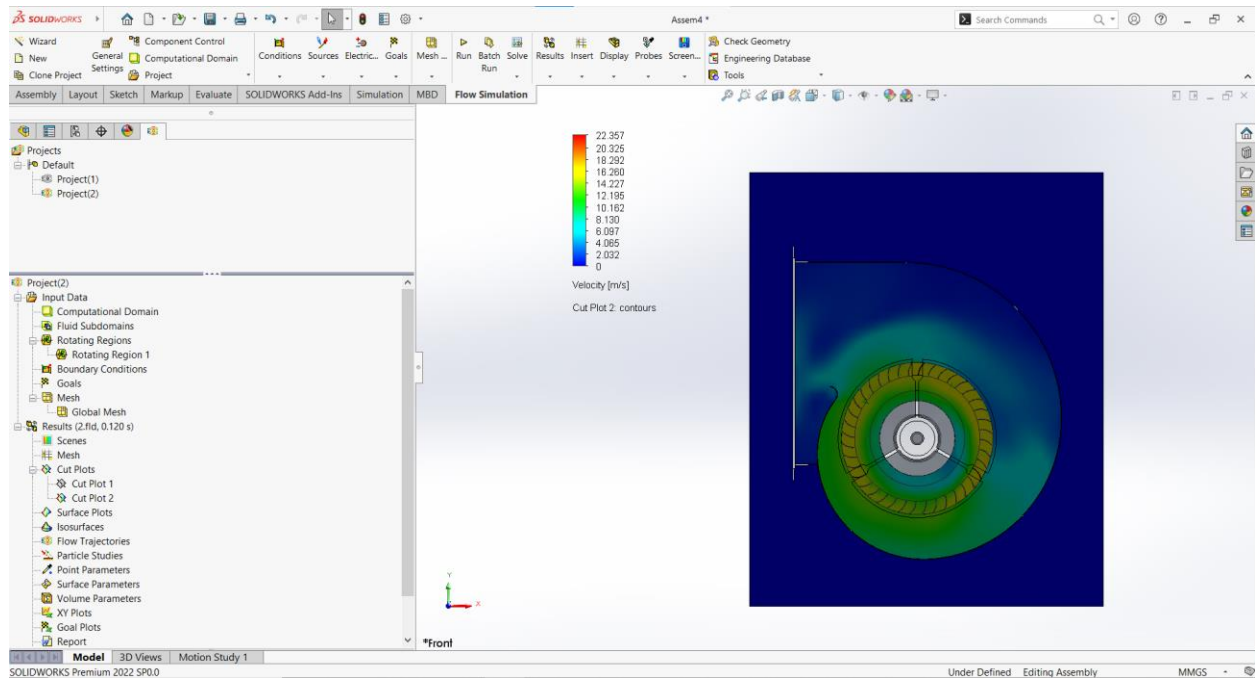 SOLIDWORKS
Assem4 *
Search Commands
Wizard
New
Clone Project
General Settings
Component Control
Computational Domain
Project
Conditions Sources Electric... Goals Mesh ... Run Batch Run Solve Results Insert Display Probes Screen...
Check Geometry
Engineering Database
Tools
Assembly Layout Sketch Markup Evaluate SOLIDWORKS Add-Ins Simulation MBD Flow Simulation
Projects
Default
Project(1)
Project(2)
Project(2)
Input Data
Computational Domain
Fluid Subdomains
Rotating Regions
Rotating Region 1
Boundary Conditions
Goals
Mesh
Global Mesh
Results (2.fld, 0.120 s)
Scenes
Mesh
Cut Plots
Cut Plot 1
Cut Plot 2
Surface Plots
Isosurfaces
Flow Trajectories
Particle Studies
Point Parameters
Surface Parameters
Volume Parameters
XY Plots
Goal Plots
Report
22.357
20.325
18.292
16.260
14.227
12.195
10.162
8.130
6.097
4.065
2.032
0
Velocity [m/s]
Cut Plot 2: contours
Y
X
*Front
Model 3D Views Motion Study 1
SOLIDWORKS Premium 2022 SP0.0
Under Defined Editing Assembly MMGS